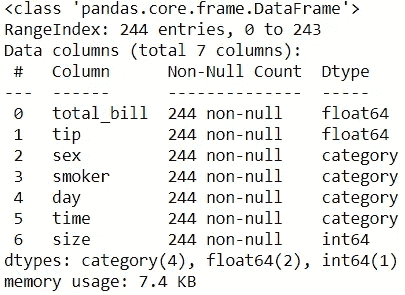 <class 'pandas.core.frame.DataFrame'>
RangeIndex: 244 entries, 0 to 243
Data columns (total 7 columns):
 #   Column      Non-Null Count  Dtype
---  ------      --------------  -----
 0   total_bill  244 non-null    float64
 1   tip         244 non-null    float64
 2   sex         244 non-null    category
 3   smoker      244 non-null    category
 4   day         244 non-null    category
 5   time        244 non-null    category
 6   size        244 non-null    int64
dtypes: category(4), float64(2), int64(1)
memory usage: 7.4 KB